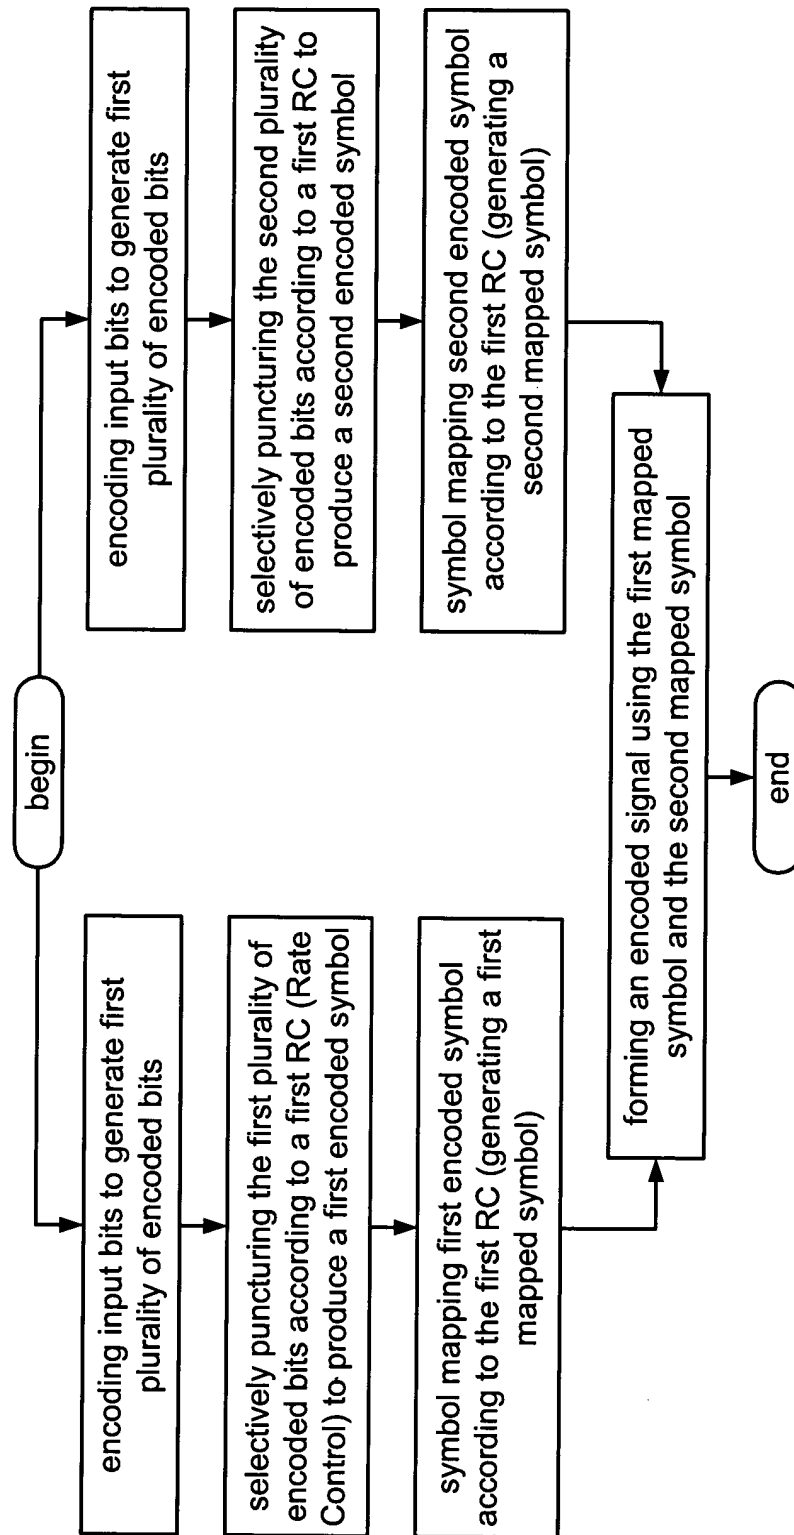 begin
encoding input bits to generate first
plurality of encoded bits
selectively puncturing the first plurality of
encoded bits according to a first RC (Rate
Control) to produce a first encoded symbol
symbol mapping first encoded symbol
according to the first RC (generating a first
mapped symbol)
encoding input bits to generate first
plurality of encoded bits
selectively puncturing the second plurality
of encoded bits according to a first RC to
produce a second encoded symbol
symbol mapping second encoded symbol
according to the first RC (generating a
second mapped symbol)
forming an encoded signal using the first mapped
symbol and the second mapped symbol
end